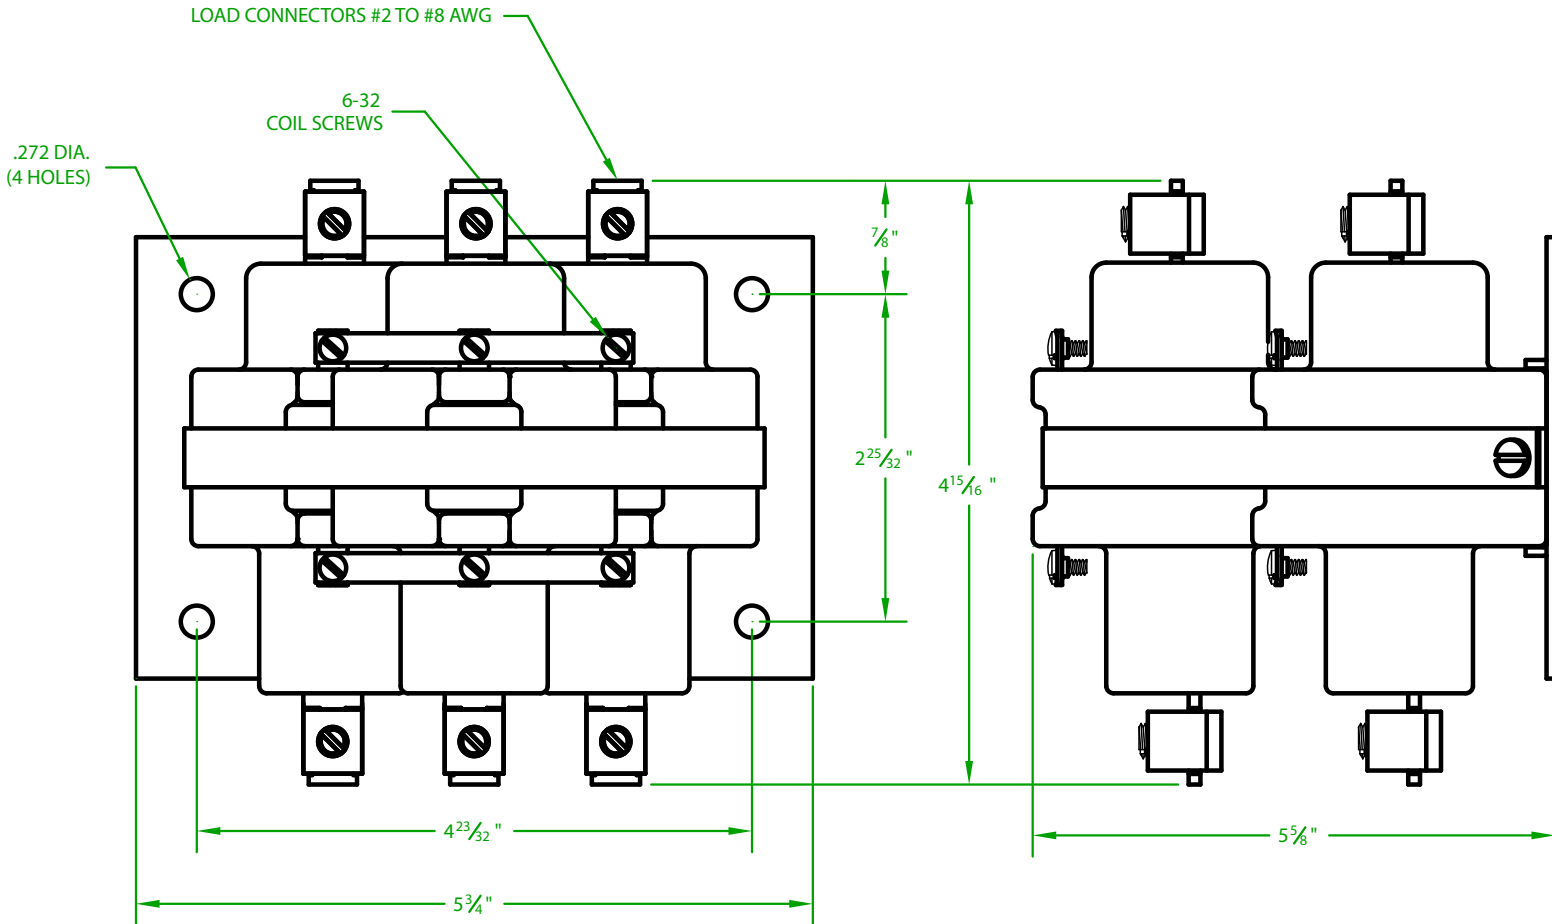 LOAD CONNECTORS #2 TO #8 AWG
6-32
COIL SCREWS
.272 DIA.
(4 HOLES)
7/8"
2 25/32 "
4 15/16 "
4 23/32 "
5 5/8"
5 3/4"